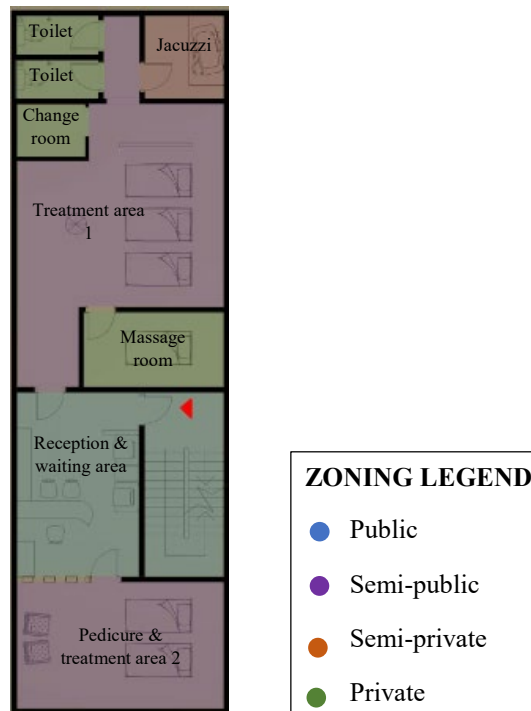 Toilet
Jacuzzi
Toilet
Change
room
Treatment area
1
Massage
room
Reception &
waiting area
Pedicure &
treatment area 2
ZONING LEGEND
Public
Semi-public
Semi-private
Private